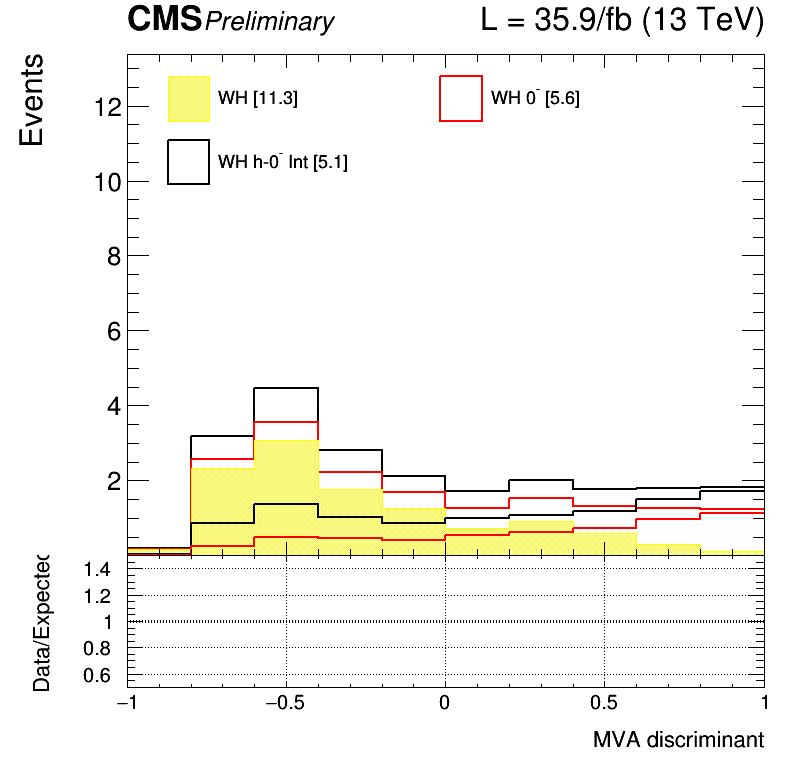 CMS Preliminary L = 35.9/fb (13 TeV)
Events
WH [11.3] WH 0⁻ [5.6]
WH h-0⁻ Int [5.1]
12
10
8
6
4
2
Data/Expected
1.4
1.2
1
0.8
0.6
−1 −0.5 0 0.5 1
MVA discriminant